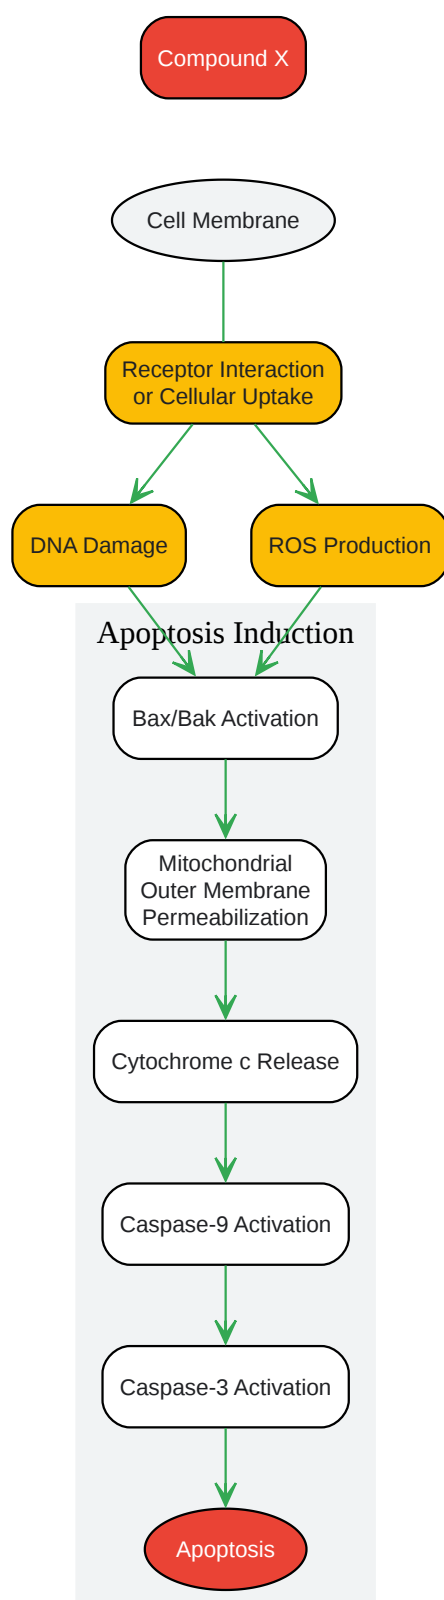 Compound X
Cell Membrane
Receptor Interaction
or Cellular Uptake
DNA Damage
ROS Production
Apoptosis Induction
Bax/Bak Activation
Mitochondrial
Outer Membrane
Permeabilization
Cytochrome c Release
Caspase-9 Activation
Caspase-3 Activation
Apoptosis